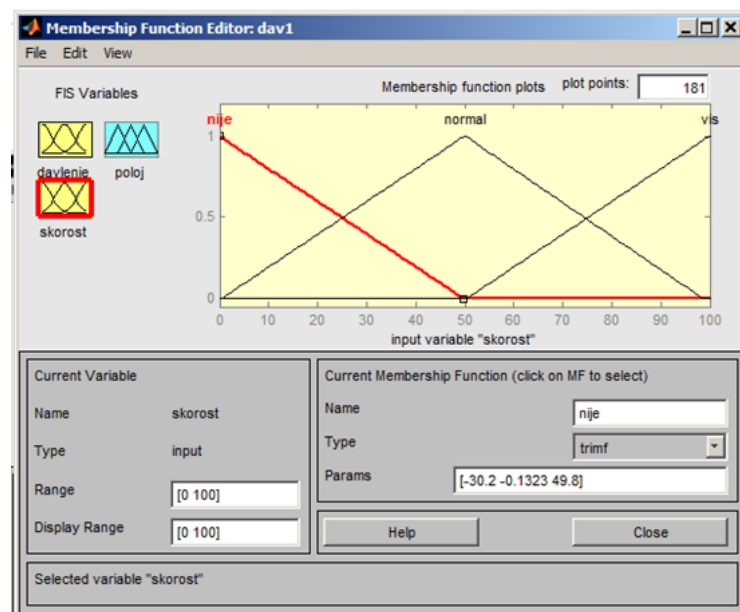 Membership Function Editor: dav1
File Edit View
FIS Variables
Membership function plots plot points: 181
davlenie poloj
skorost
nije normal vis
1
0.5
0
0 10 20 30 40 50 60 70 80 90 100
input variable "skorost"
Current Variable
Name skorost
Type input
Range [0 100]
Display Range [0 100]
Current Membership Function (click on MF to select)
Name nije
Type trimf
Params [-30.2 -0.1323 49.8]
Help Close
Selected variable "skorost"